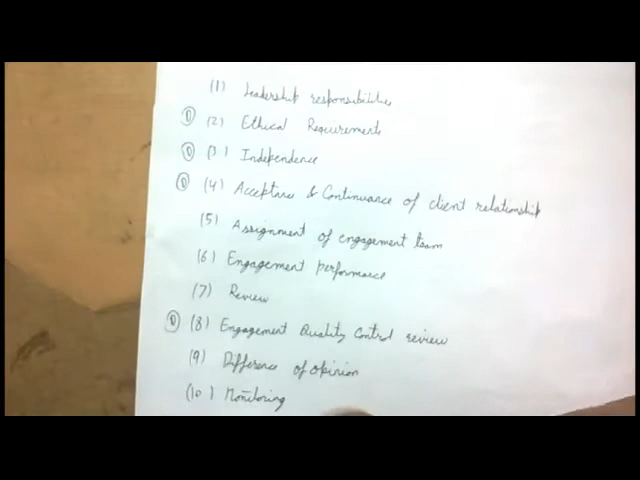 (1) Leadership responsibilities
D (2) Ethical Requirements
D (3) Independence
D (4) Acceptance & Continuance of client relationship
(5) Assignment of engagement team
(6) Engagement performance
(7) Review
D (8) Engagement Quality Control review
(9) Difference of opinion
(10) Monitoring